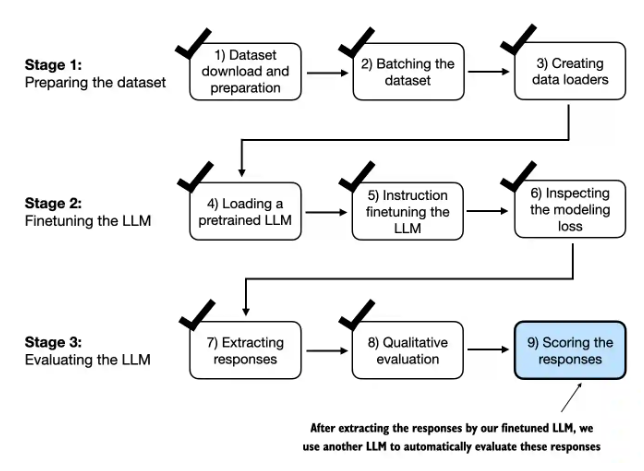 Stage 1:
Preparing the dataset
1) Dataset
download and
preparation
2) Batching the
dataset
3) Creating
data loaders
Stage 2:
Finetuning the LLM
4) Loading a
pretrained LLM
5) Instruction
finetuning the
LLM
6) Inspecting
the modeling
loss
Stage 3:
Evaluating the LLM
7) Extracting
responses
8) Qualitative
evaluation
9) Scoring the
responses
After extracting the responses by our finetuned LLM, we
use another LLM to automatically evaluate these responses